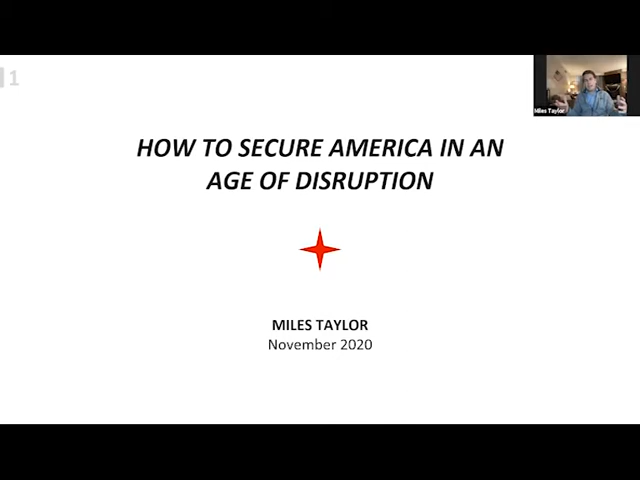 1
Miles Taylor
HOW TO SECURE AMERICA IN AN
AGE OF DISRUPTION
MILES TAYLOR
November 2020